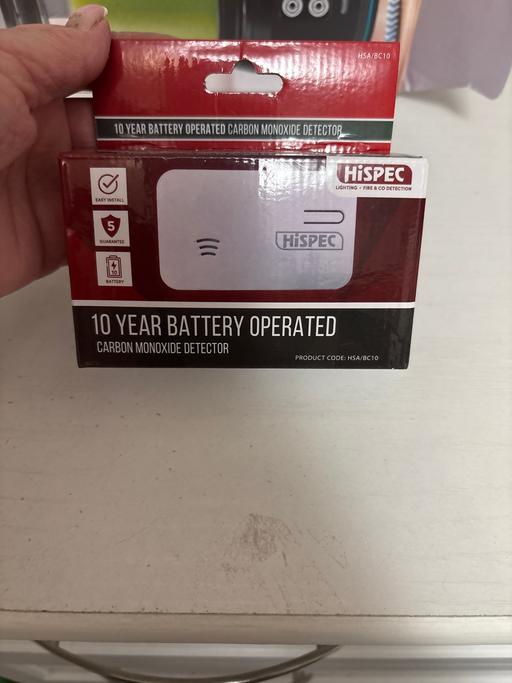 HSA/BC10
10 YEAR BATTERY OPERATED CARBON MONOXIDE DETECTOR
HiSPEC
LIGHTING • FIRE & CO DETECTION
EASY INSTALL
5
GUARANTEE
10
BATTERY
HiSPEC
10 YEAR BATTERY OPERATED
CARBON MONOXIDE DETECTOR
PRODUCT CODE: HSA/BC10